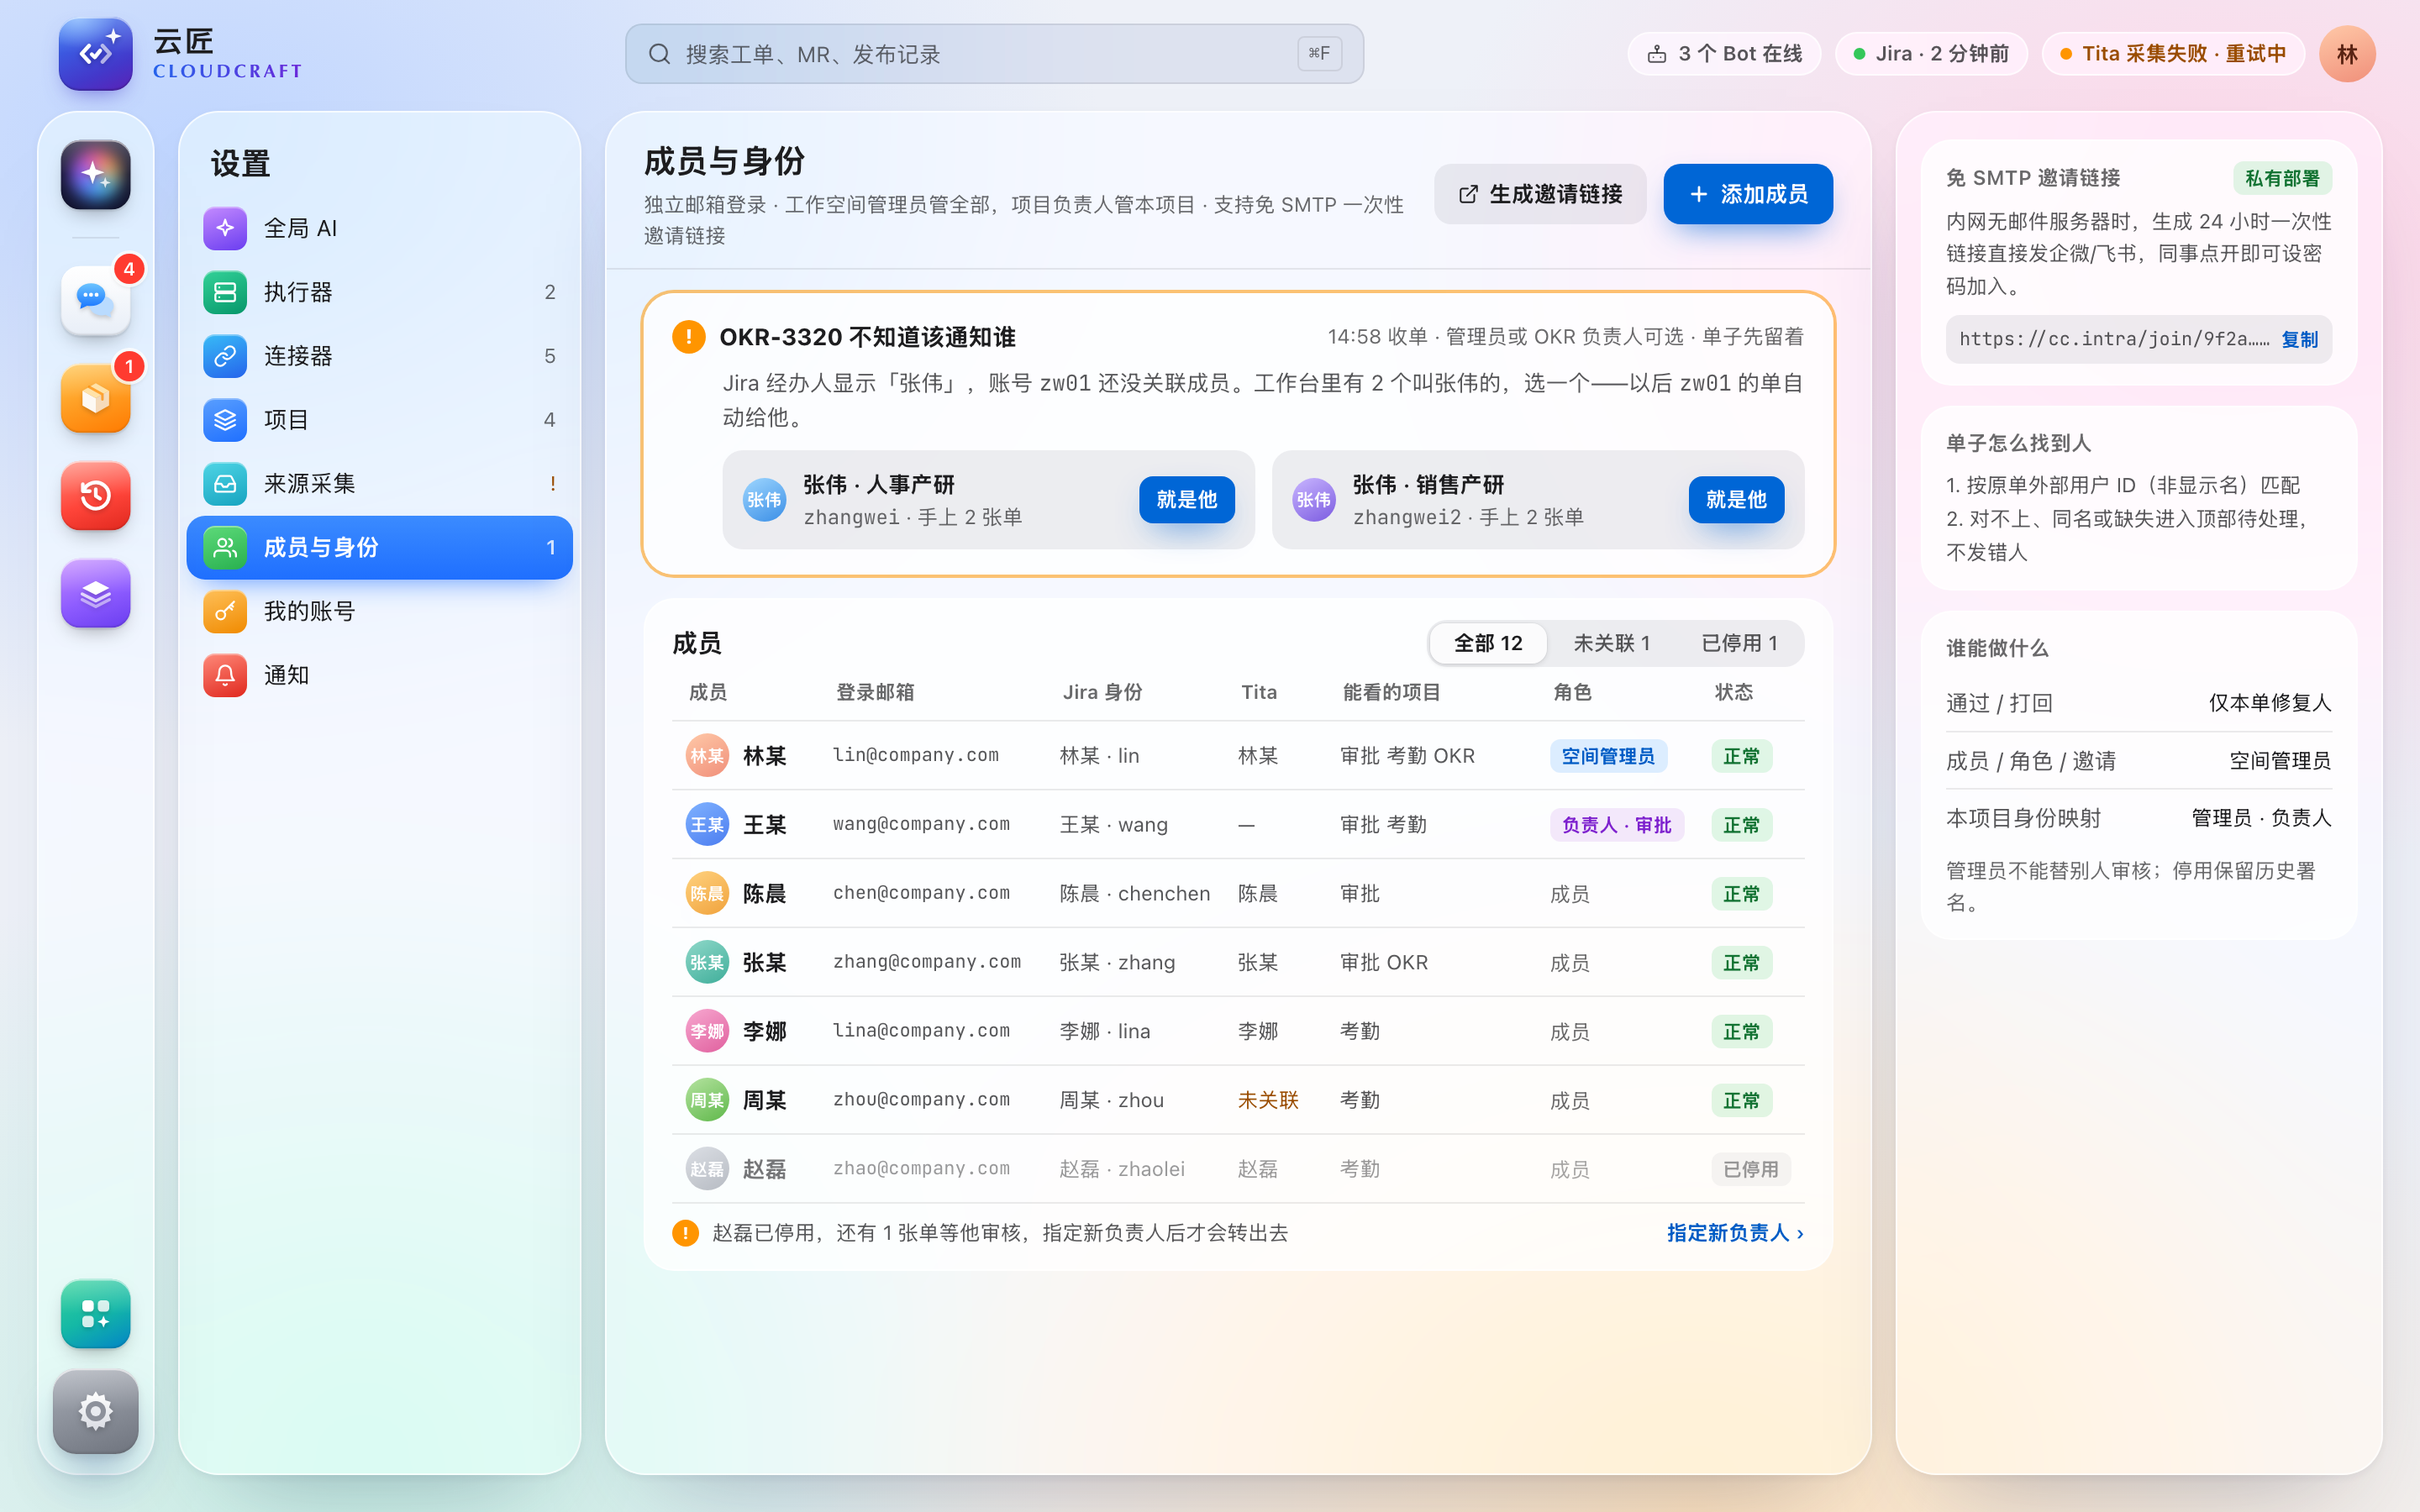 云匠
CLOUDCRAFT
搜索工单、MR、发布记录
⌘F
3 个 Bot 在线
Jira · 2 分钟前
Tita 采集失败 · 重试中
林
4
1
设置
全局 AI
执行器 2
连接器 5
项目 4
来源采集 !
成员与身份 1
我的账号
通知
成员与身份
独立邮箱登录 · 工作空间管理员管全部，项目负责人管本项目 · 支持免 SMTP 一次性
邀请链接
生成邀请链接
添加成员
! OKR-3320 不知道该通知谁
14:58 收单 · 管理员或 OKR 负责人可选 · 单子先留着
Jira 经办人显示「张伟」，账号 zw01 还没关联成员。工作台里有 2 个叫张伟的，选一个——以后 zw01 的单自
动给他。
张伟
张伟 · 人事产研
zhangwei · 手上 2 张单
就是他
张伟
张伟 · 销售产研
zhangwei2 · 手上 2 张单
就是他
成员
全部 12 未关联 1 已停用 1
成员 登录邮箱 Jira 身份 Tita 能看的项目 角色 状态
林某 林某 lin@company.com 林某 · lin 林某 审批 考勤 OKR 空间管理员 正常
王某 王某 wang@company.com 王某 · wang — 审批 考勤 负责人 · 审批 正常
陈晨 陈晨 chen@company.com 陈晨 · chenchen 陈晨 审批 成员 正常
张某 张某 zhang@company.com 张某 · zhang 张某 审批 OKR 成员 正常
李娜 李娜 lina@company.com 李娜 · lina 李娜 考勤 成员 正常
周某 周某 zhou@company.com 周某 · zhou 未关联 考勤 成员 正常
赵磊 赵磊 zhao@company.com 赵磊 · zhaolei 赵磊 考勤 成员 已停用
! 赵磊已停用，还有 1 张单等他审核，指定新负责人后才会转出去
指定新负责人 ›
免 SMTP 邀请链接
私有部署
内网无邮件服务器时，生成 24 小时一次性
链接直接发企微/飞书，同事点开即可设密
码加入。
https://cc.intra/join/9f2a…… 复制
单子怎么找到人
1. 按原单外部用户 ID（非显示名）匹配
2. 对不上、同名或缺失进入顶部待处理，
不发错人
谁能做什么
通过 / 打回 仅本单修复人
成员 / 角色 / 邀请 空间管理员
本项目身份映射 管理员 · 负责人
管理员不能替别人审核；停用保留历史署
名。